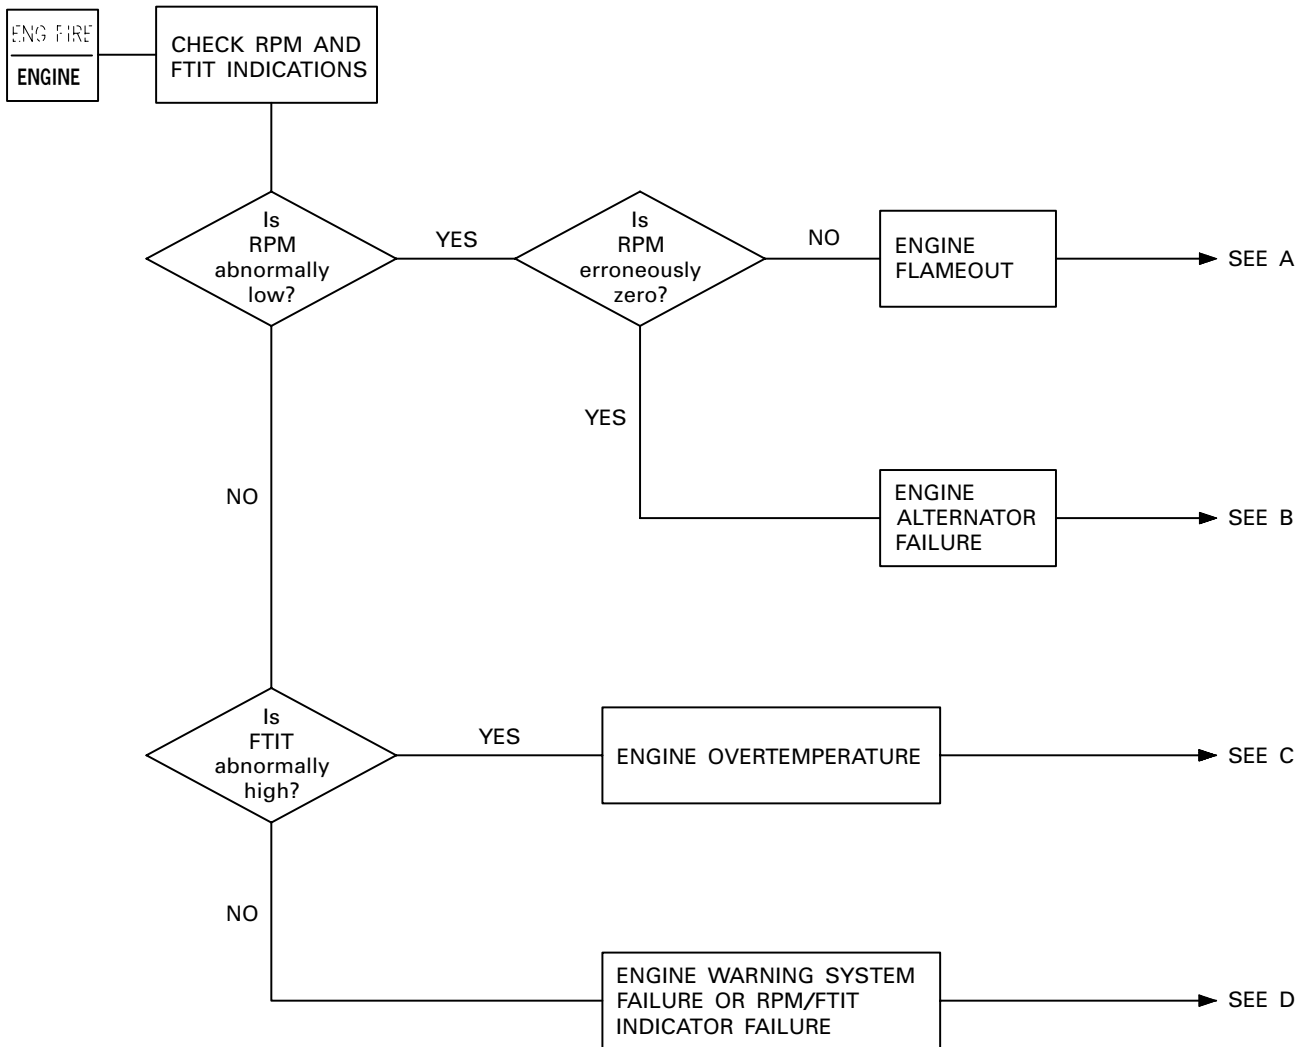 ENG FIRE
ENGINE
CHECK RPM AND
FTIT INDICATIONS
Is
RPM
abnormally
low?
YES
Is
RPM
erroneously
zero?
NO
ENGINE
FLAMEOUT
SEE A
YES
ENGINE
ALTERNATOR
FAILURE
SEE B
NO
Is
FTIT
abnormally
high?
YES
ENGINE OVERTEMPERATURE
SEE C
NO
ENGINE WARNING SYSTEM
FAILURE OR RPM/FTIT
INDICATOR FAILURE
SEE D